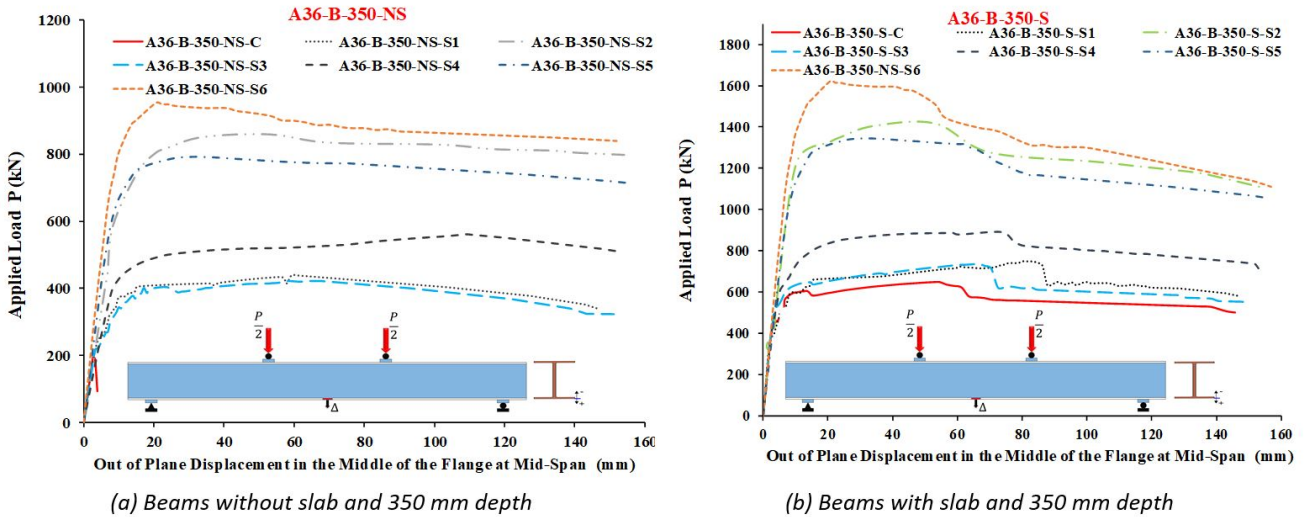 A36-B-350-NS
A36-B-350-NS-C
A36-B-350-NS-S1
A36-B-350-NS-S2
A36-B-350-NS-S3
A36-B-350-NS-S4
A36-B-350-NS-S5
A36-B-350-NS-S6
Applied Load P (kN)
1200
1000
800
600
400
200
0
P/2
P/2
Δ
-
+
0
20
40
60
80
100
120
140
160
Out of Plane Displacement in the Middle of the Flange at Mid-Span (mm)
(a) Beams without slab and 350 mm depth
A36-B-350-S
A36-B-350-S-C
A36-B-350-S-S1
A36-B-350-S-S2
A36-B-350-S-S3
A36-B-350-S-S4
A36-B-350-S-S5
A36-B-350-NS-S6
Applied Load P (kN)
1800
1600
1400
1200
1000
800
600
400
200
0
P/2
P/2
Δ
-
+
0
20
40
60
80
100
120
140
160
Out of Plane Displacement in the Middle of the Flange at Mid-Span (mm)
(b) Beams with slab and 350 mm depth